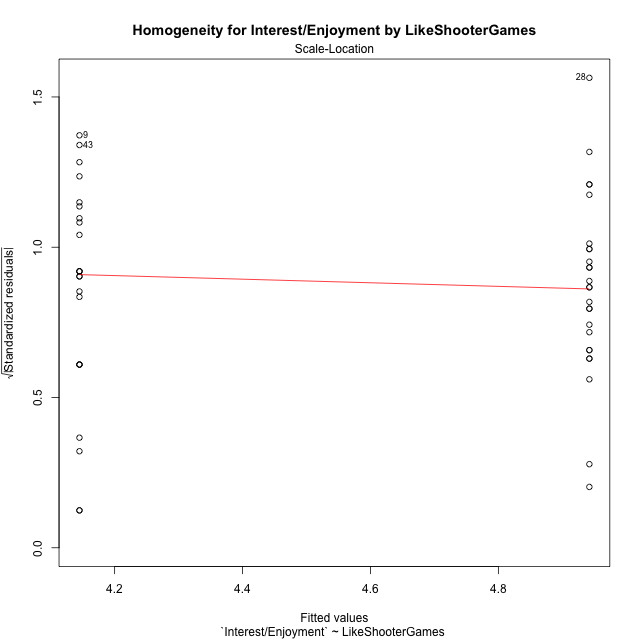 Homogeneity for Interest/Enjoyment by LikeShooterGames
Scale-Location
√|Standardized residuals|
1.5
1.0
0.5
0.0
28
9
43
4.2 4.4 4.6 4.8
Fitted values
`Interest/Enjoyment` ~ LikeShooterGames